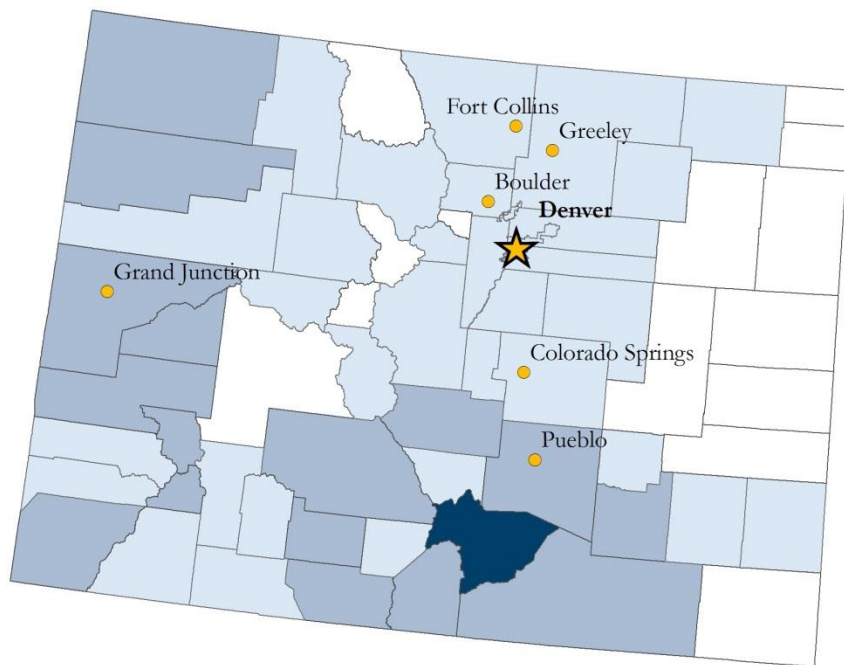 Fort Collins
Greeley
Boulder
Denver
Grand Junction
Colorado Springs
Pueblo